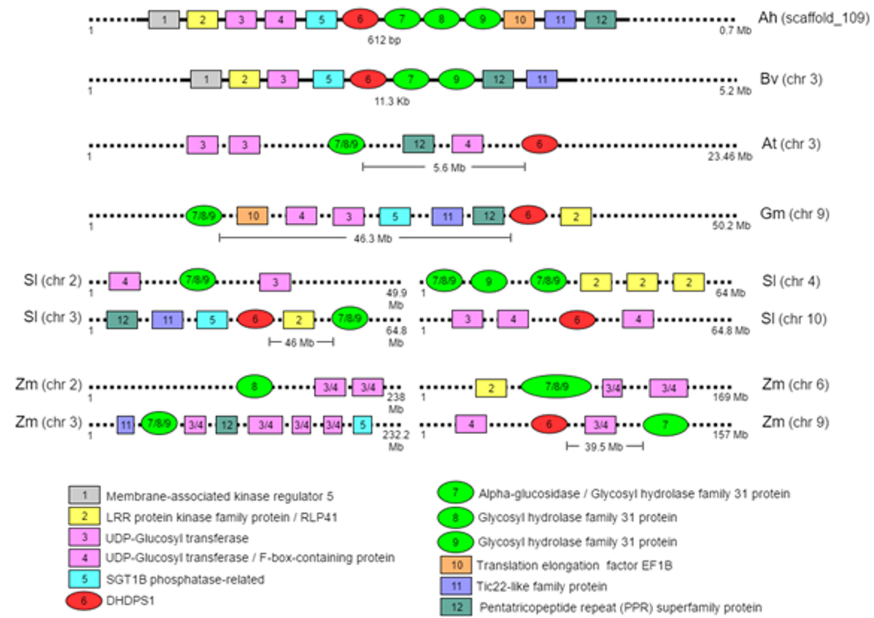 1 2 3 4 5 6 7 8 9 10 11 12 Ah (scaffold_109)
1 612 bp 0.7 Mb
1 2 3 5 6 7 9 12 11 Bv (chr 3)
1 11.3 Kb 5.2 Mb
3 3 7/8/9 12 4 6 At (chr 3)
1 5.6 Mb 23.46 Mb
7/8/9 10 4 3 5 11 12 6 2 Gm (chr 9)
1 46.3 Mb 50.2 Mb
Sl (chr 2) 4 7/8/9 3 7/8/9 9 7/8/9 2 2 2 Sl (chr 4)
1 49.9 Mb 1 64 Mb
Sl (chr 3) 12 11 5 6 2 7/8/9 3 4 6 4 Sl (chr 10)
1 46 Mb 64.8 Mb 1 64.8 Mb
Zm (chr 2) 8 3/4 3/4 2 7/8/9 3/4 3/4 Zm (chr 6)
1 238 Mb 1 169 Mb
Zm (chr 3) 11 7/8/9 3/4 12 3/4 3/4 3/4 5 4 6 3/4 7 Zm (chr 9)
1 232.2 Mb 1 39.5 Mb 157 Mb
1 Membrane-associated kinase regulator 5
2 LRR protein kinase family protein / RLP41
3 UDP-Glucosyl transferase
4 UDP-Glucosyl transferase / F-box-containing protein
5 SGT1B phosphatase-related
6 DHDPS1
7 Alpha-glucosidase / Glycosyl hydrolase family 31 protein
8 Glycosyl hydrolase family 31 protein
9 Glycosyl hydrolase family 31 protein
10 Translation elongation factor EF1B
11 Tic22-like family protein
12 Pentatricopeptide repeat (PPR) superfamily protein